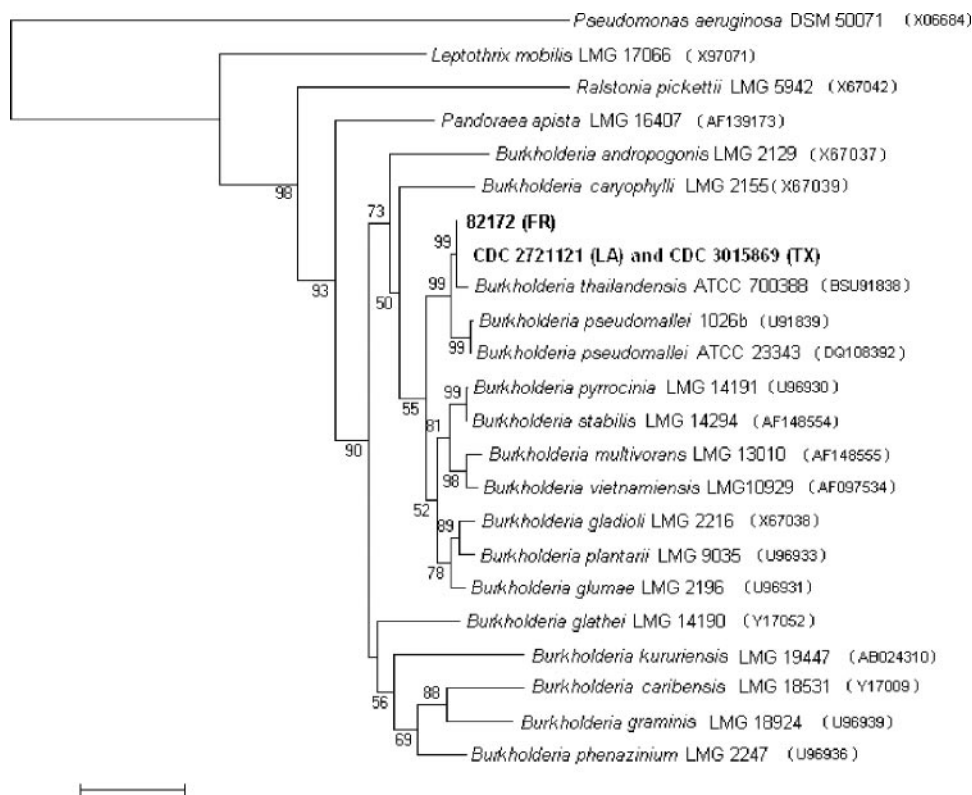 Pseudomonas aeruginosa DSM 50071 (X06684)
Leptothrix mobilis LMG 17066 (X97071)
Ralstonia pickettii LMG 5942 (X67042)
Pandoraea apista LMG 16407 (AF139173)
Burkholderia andropogonis LMG 2129 (X67037)
Burkholderia caryophylli LMG 2155(X67039)
98
73
82172 (FR)
99
CDC 2721121 (LA) and CDC 3015869 (TX)
93
99
Burkholderia thailandensis ATCC 700388 (BSU91838)
50
Burkholderia pseudomallei 1026b (U91839)
99
Burkholderia pseudomallei ATCC 23343 (DQ108392)
99
Burkholderia pyrrocinia LMG 14191 (U96930)
55
Burkholderia stabilis LMG 14294 (AF148554)
81
90
Burkholderia multivorans LMG 13010 (AF148555)
98
Burkholderia vietnamiensis LMG10929 (AF097534)
52
89
Burkholderia gladioli LMG 2216 (X67038)
Burkholderia plantarii LMG 9035 (U96933)
78
Burkholderia glumae LMG 2196 (U96931)
Burkholderia glathei LMG 14190 (Y17052)
Burkholderia kururiensis LMG 19447 (AB024310)
56
88
Burkholderia caribensis LMG 18531 (Y17009)
Burkholderia graminis LMG 18924 (U96939)
69
Burkholderia phenazinium LMG 2247 (U96936)